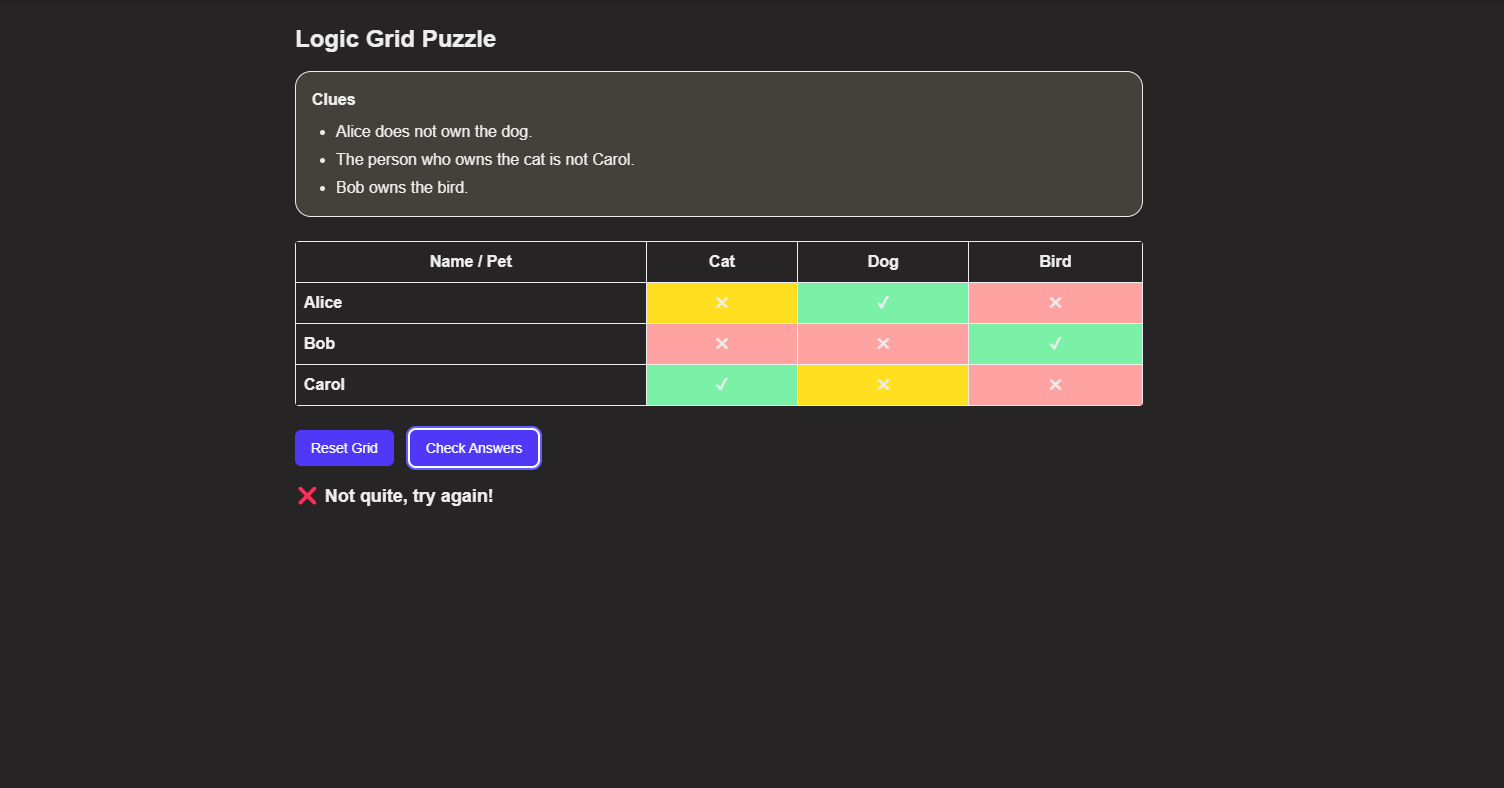 Logic Grid Puzzle
Clues
• Alice does not own the dog.
• The person who owns the cat is not Carol.
• Bob owns the bird.
Name / Pet Cat Dog Bird
Alice ✕ ✓ ✕
Bob ✕ ✕ ✓
Carol ✓ ✕ ✕
Reset Grid Check Answers
❌ Not quite, try again!